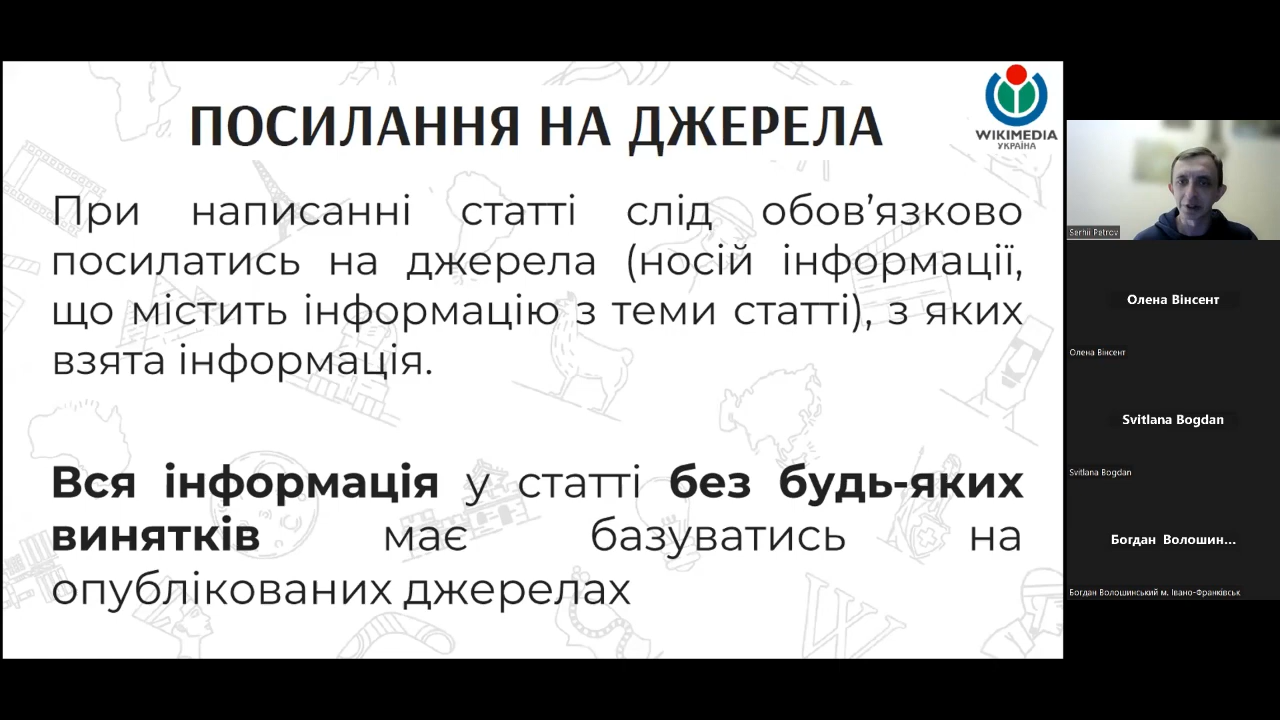 ПОСИЛАННЯ НА ДЖЕРЕЛА
WIKIMEDIA
УКРАЇНА
При написанні статті слід обов’язково
посилатись на джерела (носій інформації,
що містить інформацію з теми статті), з яких
взята інформація.
Вся інформація у статті без будь-яких
винятків має базуватись на
опублікованих джерелах
Serhii Petrov
Олена Вінсент
Олена Вінсент
Svitlana Bogdan
Svitlana Bogdan
Богдан Волошин...
Богдан Волошинський м. Івано-Франківськ